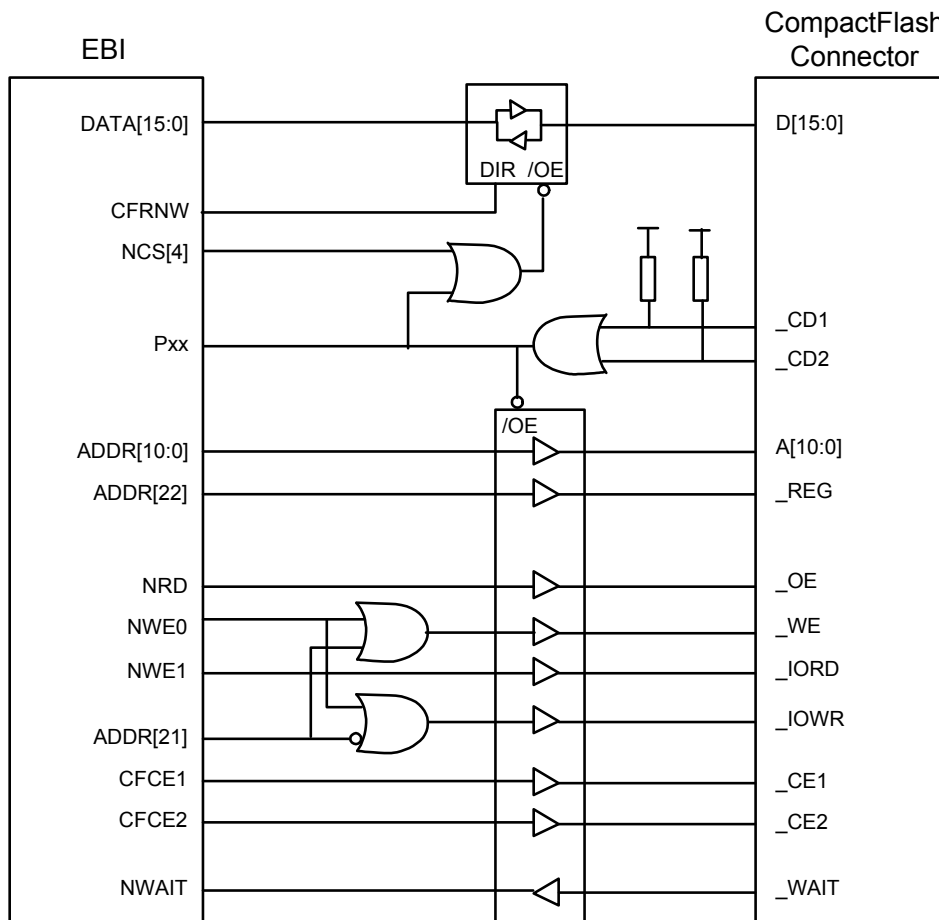 EBI
CompactFlash
Connector
DATA[15:0]
D[15:0]
DIR /OE
CFRNW
NCS[4]
_CD1
Pxx
_CD2
/OE
ADDR[10:0]
A[10:0]
ADDR[22]
_REG
NRD
_OE
NWE0
_WE
NWE1
_IORD
_IOWR
ADDR[21]
CFCE1
_CE1
CFCE2
_CE2
NWAIT
_WAIT